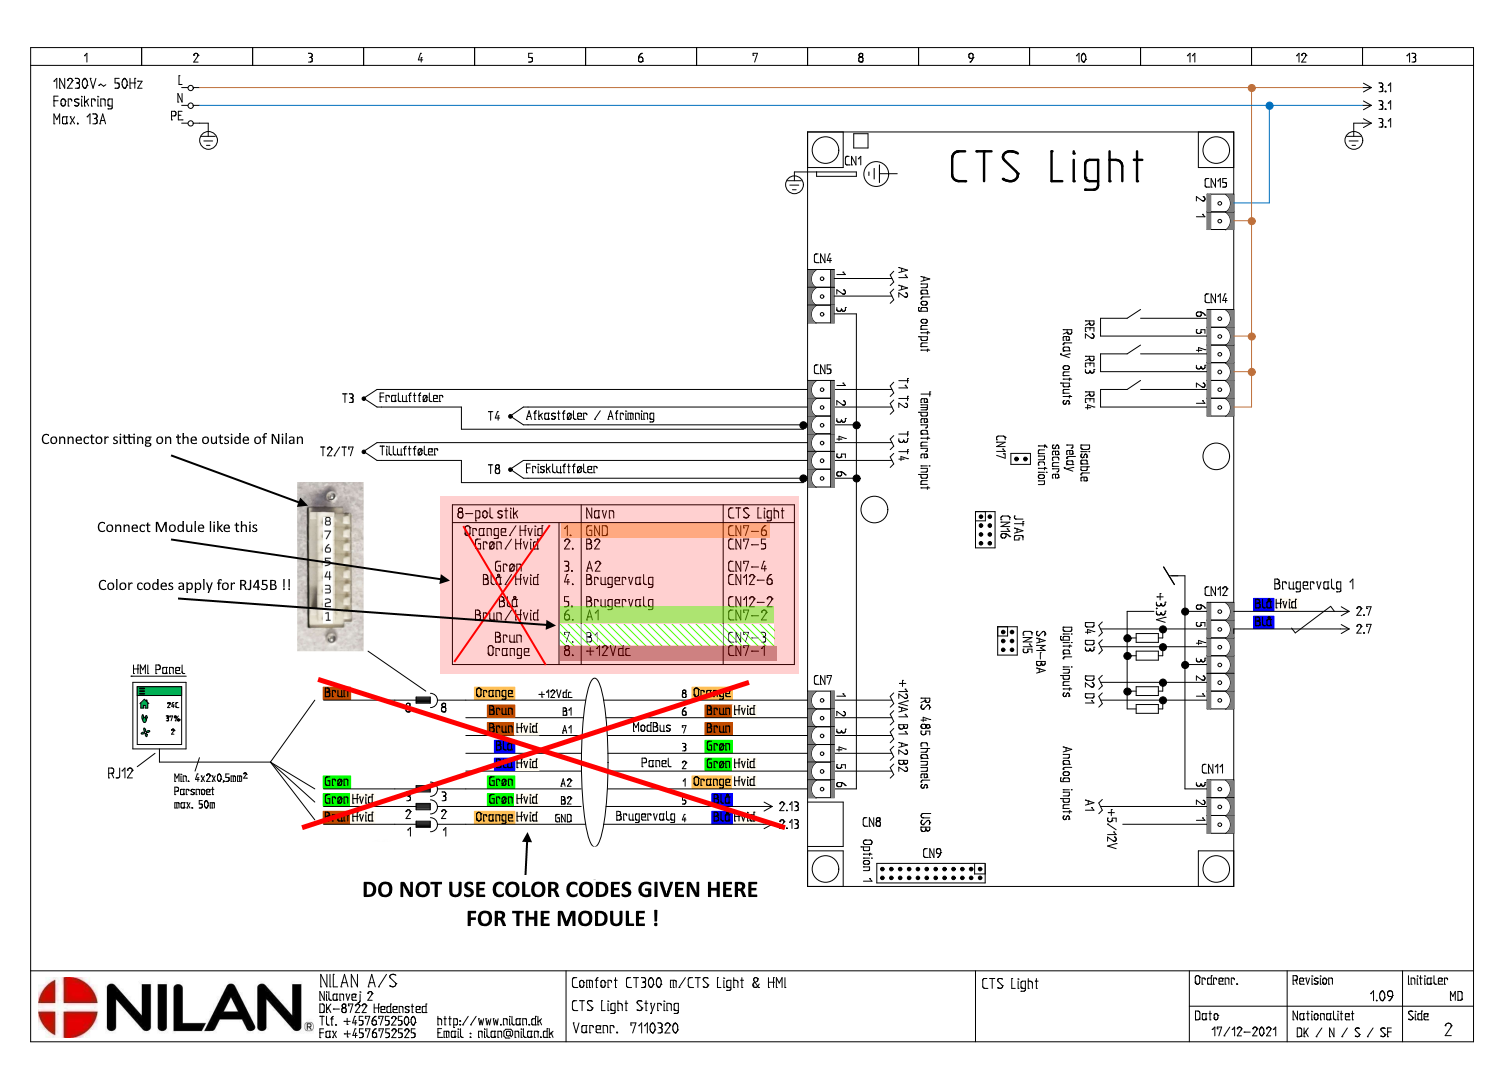 1 2 3 4 5 6 7 8 9 10 11 12 13
1N230V~ 50Hz
Forsikring
Max. 13A
L
N
PE
3.1
3.1
3.1
CTS Light
CN1
CN15
2
1
CN4
1
2
3
A1
A2
Analog output
CN14
6
5
4
3
2
1
RE2
RE3
RE4
Relay outputs
CN5
1
2
3
4
5
6
T1
T2
T3
T4
Temperature input
T3
Fraluftføler
T4
Afkastføler / Afrimning
T2/T7
Tilluftføler
T8
Friskluftføler
CN17
Disable
relay
secure
function
JTAG
CN16
Connector sitting on the outside of Nilan
Connect Module like this
Color codes apply for RJ45B !!
8
7
6
5
4
3
2
1
8-pol stik Navn CTS Light
Orange/Hvid 1. GND CN7-6
Grøn/Hvid 2. B2 CN7-5
Grøn 3. A2 CN7-4
Blå/Hvid 4. Brugervalg CN12-6
Blå 5. Brugervalg CN12-2
Brun/Hvid 6. A1 CN7-2
Brun 7. B1 CN7-3
Orange 8. +12Vdc CN7-1
SAM-BA
CN15
+3.3V
CN12
6
5
4
3
2
1
D4
D3
D2
D1
Digital inputs
Brugervalg 1
Blå Hvid 2.7
Blå 2.7
HMI Panel
24C
37%
2
RJ12
Min. 4x2x0,5mm²
Parsnoet
max. 50m
Brun 8 8 Orange +12Vdc 8 Orange
Brun B1 6 Brun Hvid
Brun Hvid A1 ModBus 7 Brun
Blå 3 Grøn
Hvid Panel 2 Grøn Hvid
Grøn Grøn A2 1 Orange Hvid
Grøn Hvid 3 3 Grøn Hvid B2 5 Blå 2.13
Brun Hvid 2 2 Orange Hvid GND Brugervalg 4 Blå Hvid 2.13
1 1
CN7
1
2
3
4
5
6
+12V
A1
B1
A2
B2
RS 485 channels
CN8
USB
Option 1
CN9
CN11
3
2
1
A1
+5/12V
Analog inputs
DO NOT USE COLOR CODES GIVEN HERE
FOR THE MODULE !
NILAN®
NILAN A/S
Nilanvej 2
DK-8722 Hedensted
Tlf. +4576752500 http://www.nilan.dk
Fax +4576752525 Email : nilan@nilan.dk
Comfort CT300 m/CTS Light & HMI
CTS Light Styring
Varenr. 7110320
CTS Light
Ordrenr.
Revision
1.09
Initialer
MD
Dato
17/12-2021
Nationalitet
DK / N / S / SF
Side
2